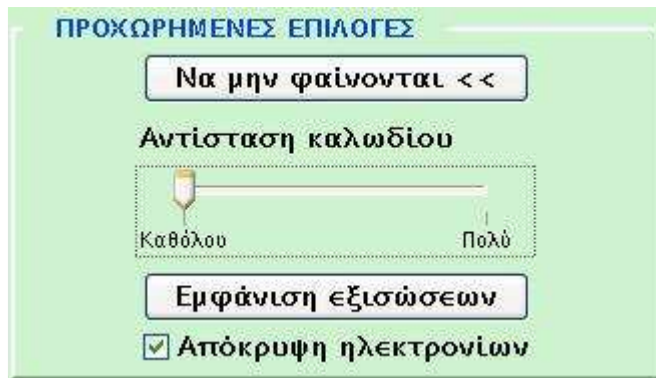 ΠΡΟΧΩΡΗΜΕΝΕΣ ΕΠΙΛΟΓΕΣ
Να μην φαίνονται <<
Αντίσταση καλωδίου
Καθόλου Πολύ
Εμφάνιση εξισώσεων
Απόκρυψη ηλεκτρονίων